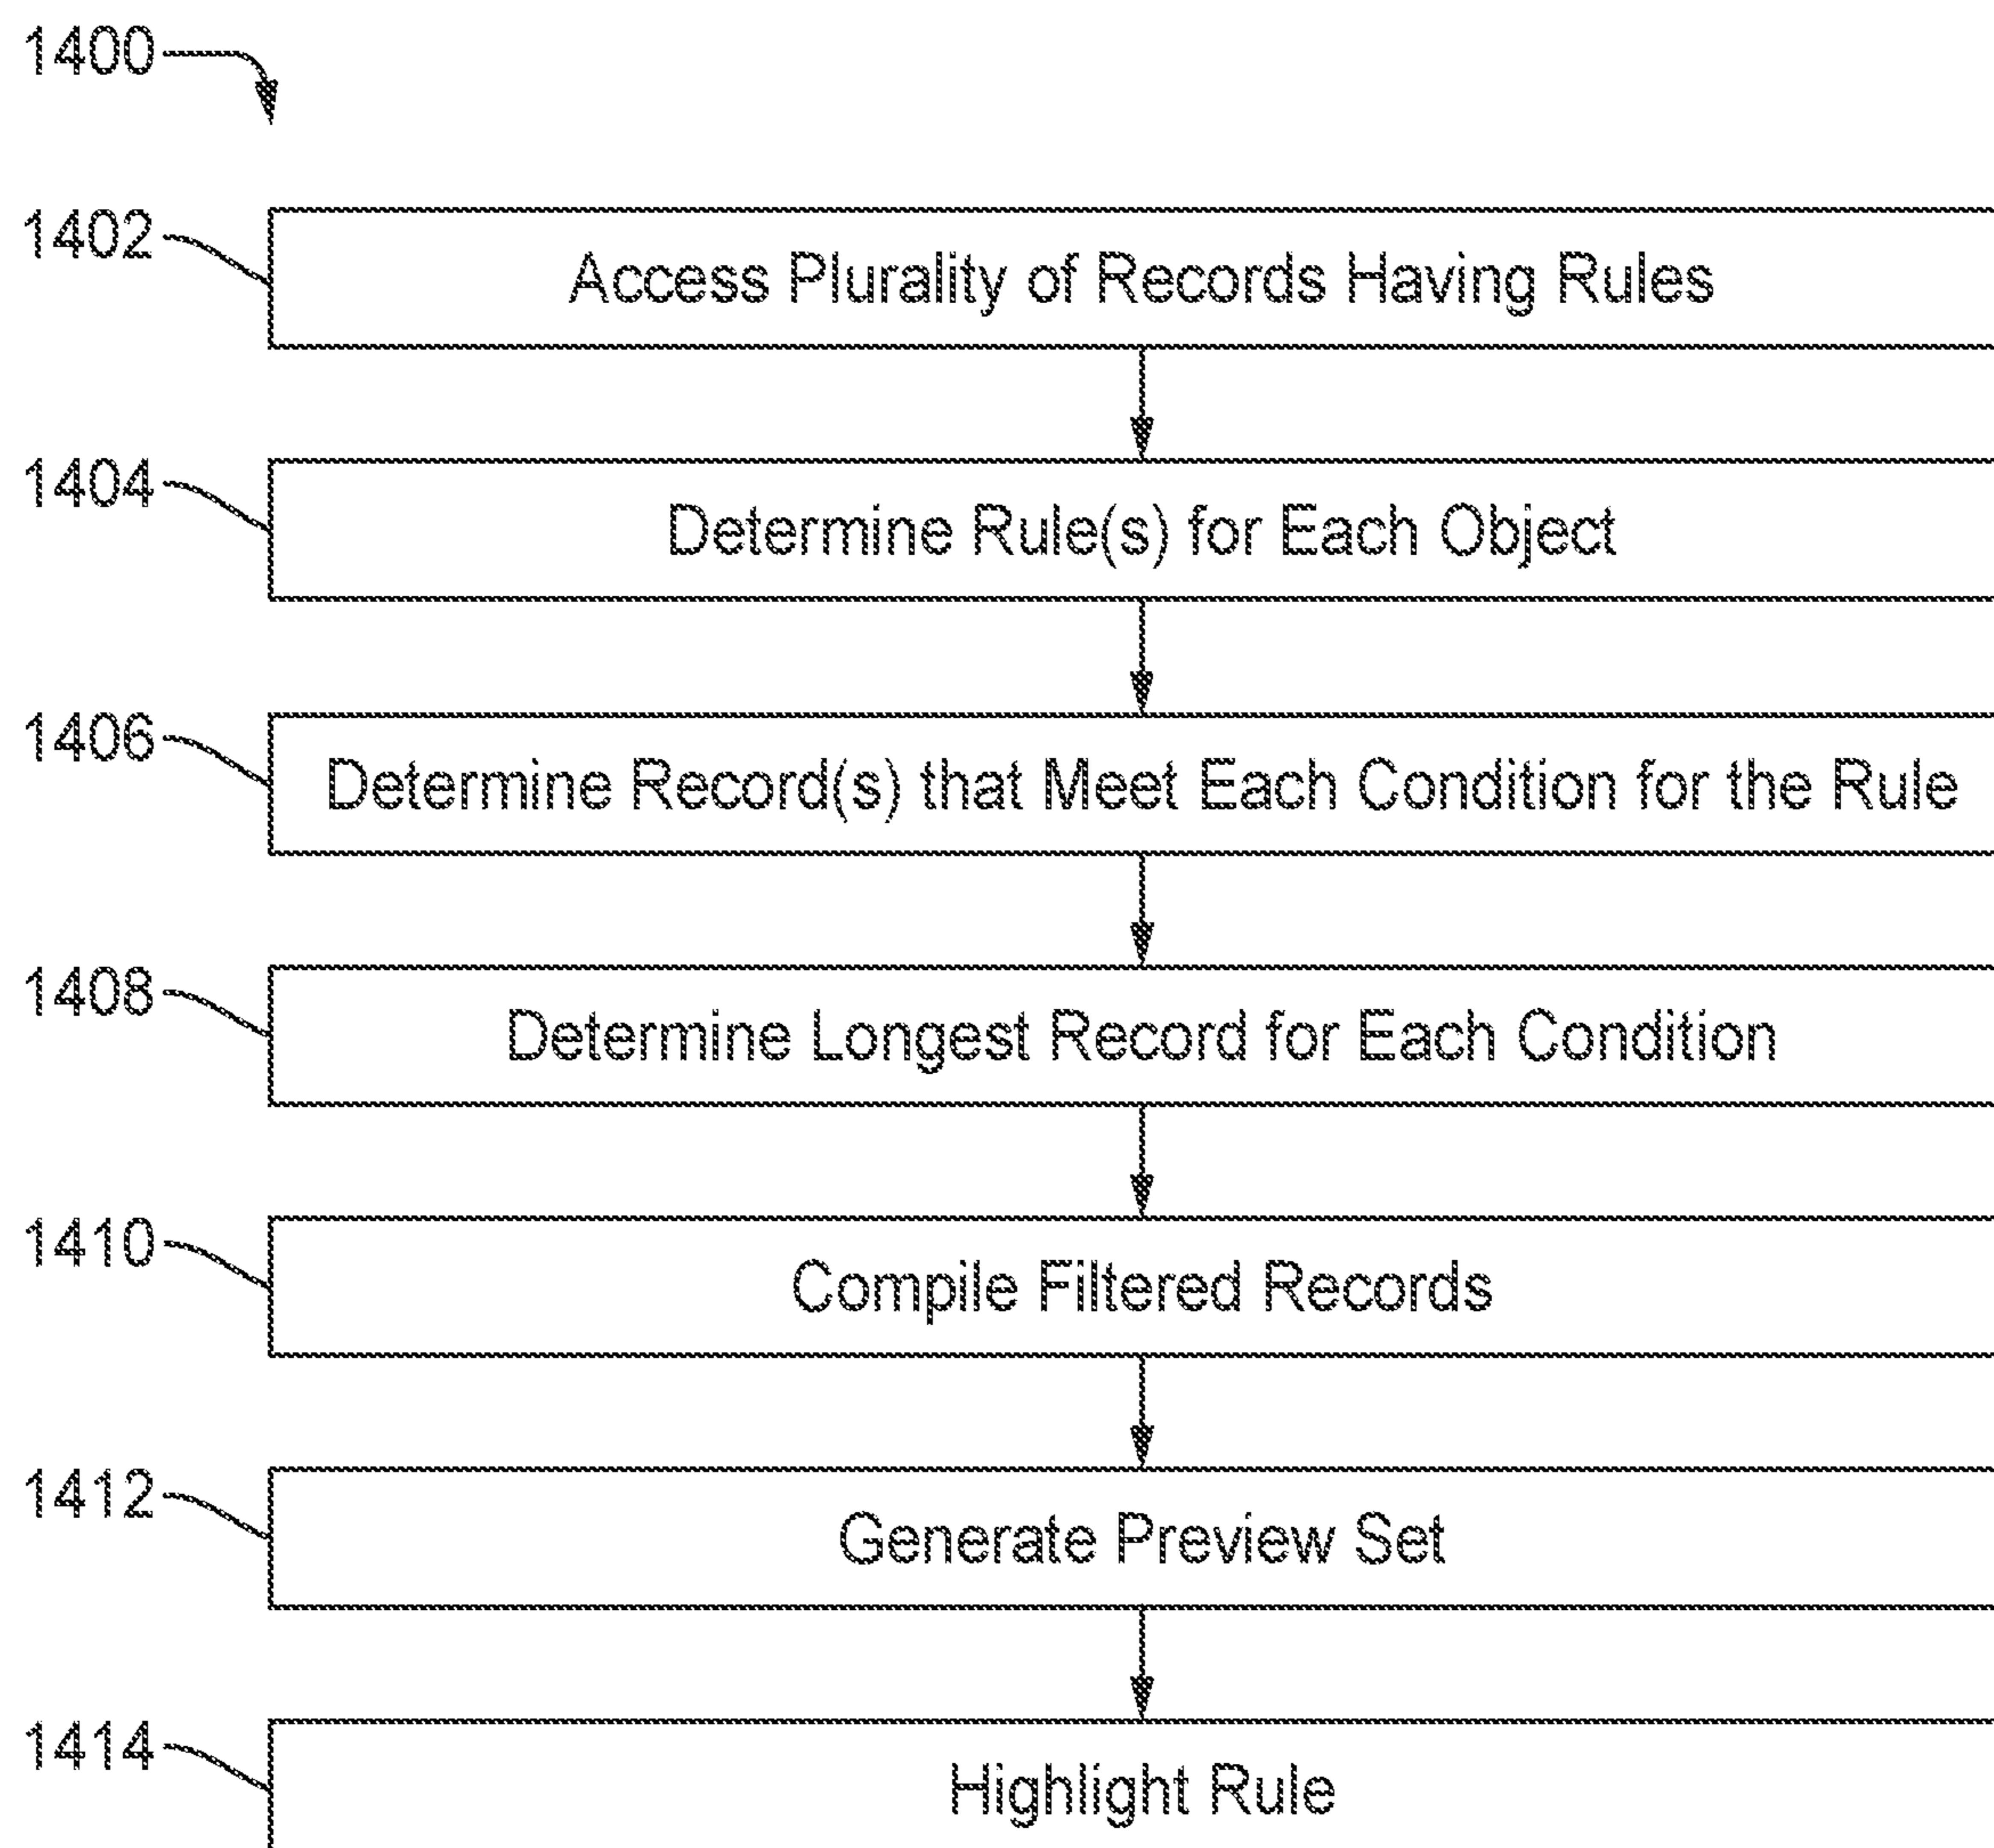 1400
1402
Access Plurality of Records Having Rules
1404
Determine Rule(s) for Each Object
1406
Determine Record(s) that Meet Each Condition for the Rule
1408
Determine Longest Record for Each Condition
1410
Compile Filtered Records
1412
Generate Preview Set
1414
Highlight Rule